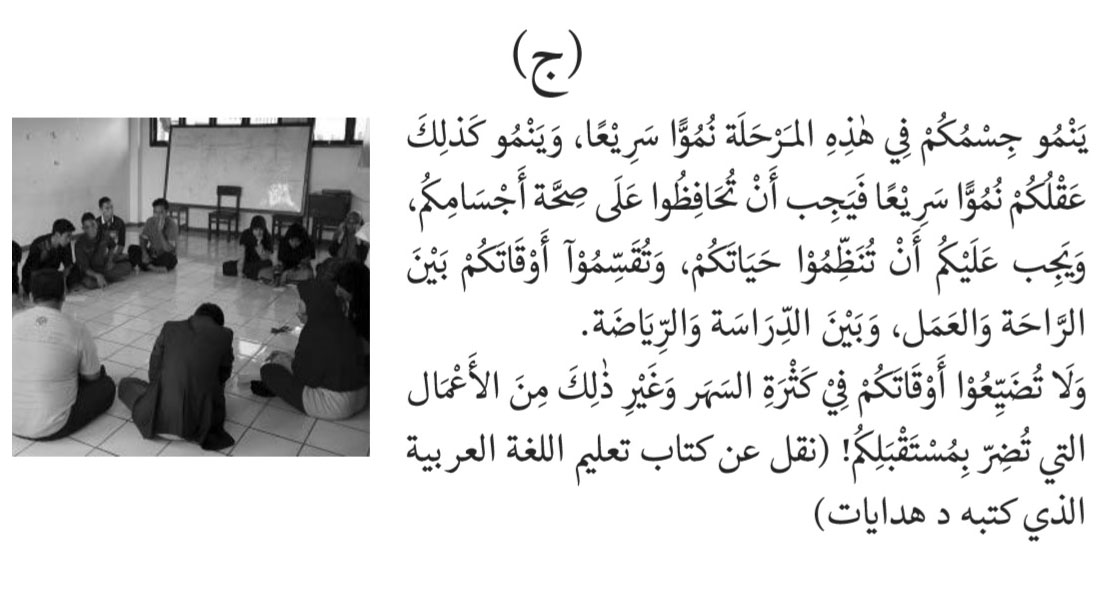 (ج)
يَنْمُو جِسْمُكُمْ فِي هٰذِهِ المَرْحَلَة نُمُوًّا سَرِيْعًا، وَيَنْمُو كَذلِكَ
عَقْلُكُمْ نُمُوًّا سَرِيْعًا فَيَجِب أَنْ تُحَافِظُوا عَلَى صِحَّة أَجْسَامِكُم،
وَيَجِب عَلَيْكُم أَنْ تُنَظِّمُوْا حَيَاتَكُمْ، وَتُقَسِّمُوْآ أَوْقَاتَكُمْ بَيْنَ
الرَّاحَة وَالعَمَل، وَبَيْنَ الدِّرَاسَة وَالرِّيَاضَة.
وَلَا تُضَيِّعُوْا أَوْقَاتَكُمْ فِيْ كَثْرَةِ السَهَر وَغَيْرِ ذٰلِكَ مِنَ الأَعْمَال
التي تُضِرّ بِمُسْتَقْبَلِكُم! (نقل عن كتاب تعليم اللغة العربية
الذي كتبه د هدايات)